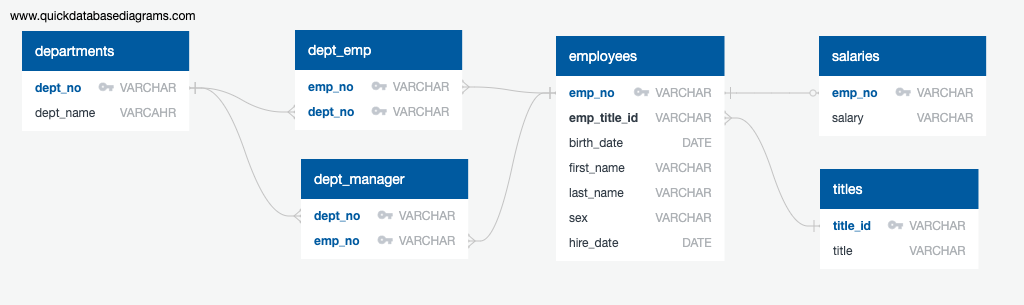 www.quickdatabasediagrams.com
departments
dept_no VARCHAR
dept_name VARCAHR
dept_emp
emp_no VARCHAR
dept_no VARCHAR
dept_manager
dept_no VARCHAR
emp_no VARCHAR
employees
emp_no VARCHAR
emp_title_id VARCHAR
birth_date DATE
first_name VARCHAR
last_name VARCHAR
sex VARCHAR
hire_date DATE
salaries
emp_no VARCHAR
salary VARCHAR
titles
title_id VARCHAR
title VARCHAR